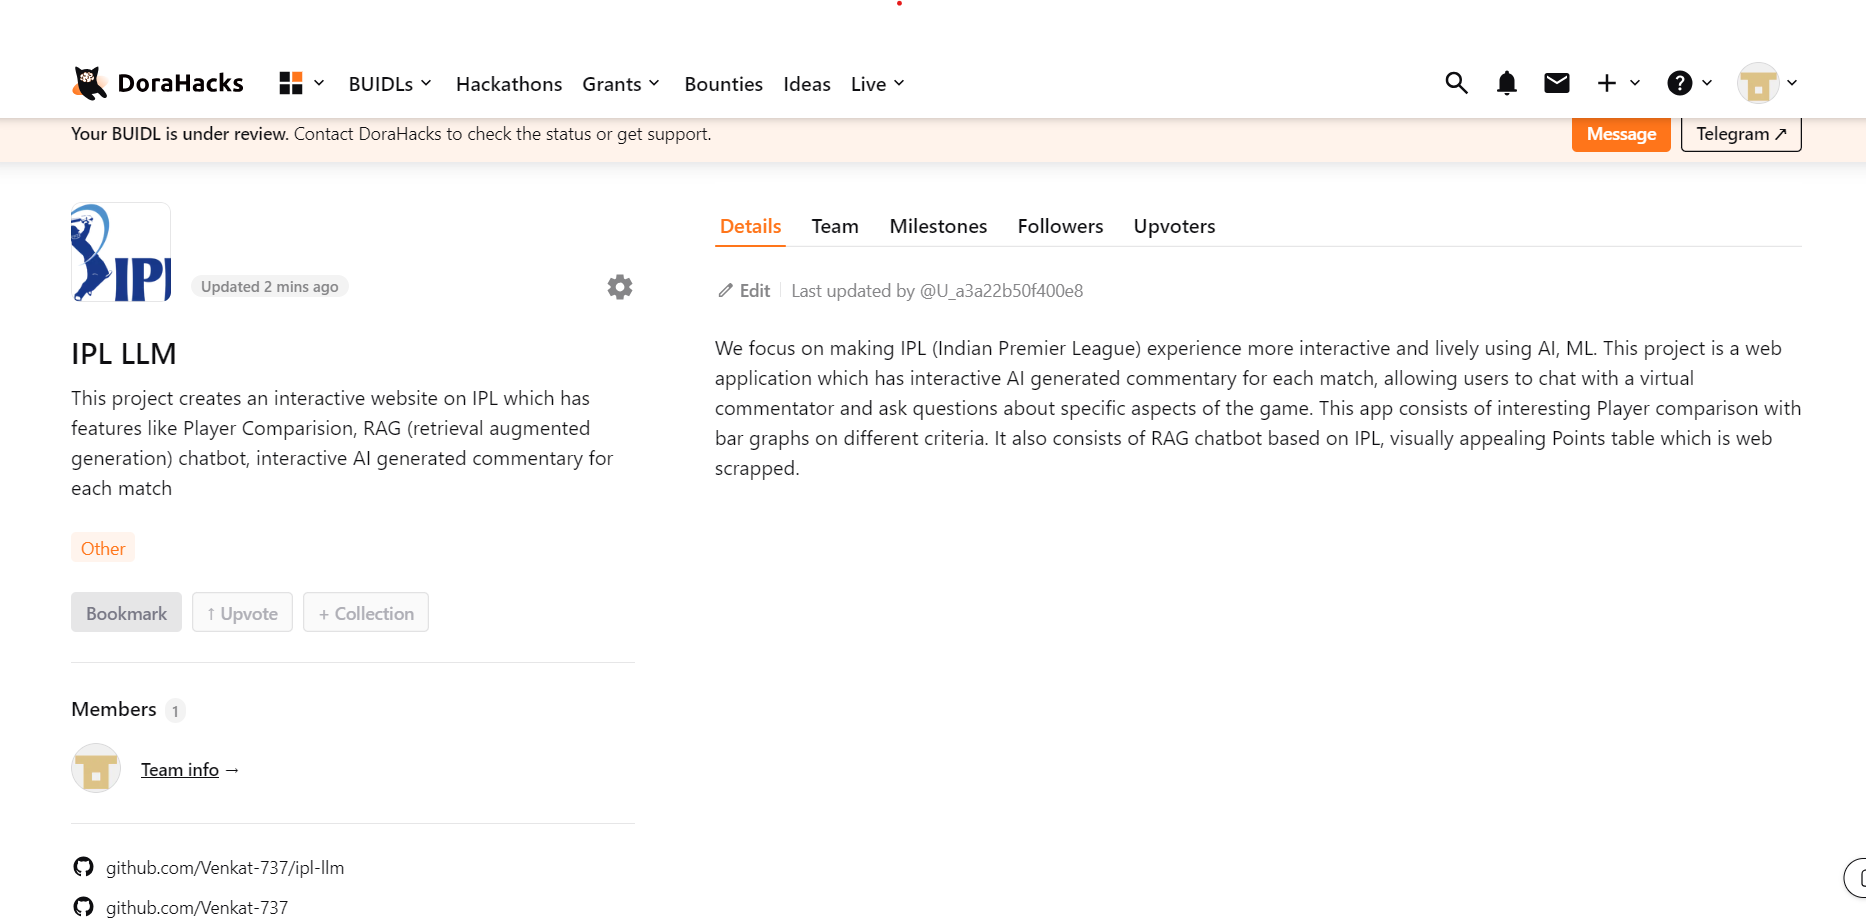 DoraHacks BUIDLs Hackathons Grants Bounties Ideas Live
Your BUIDL is under review. Contact DoraHacks to check the status or get support. Message Telegram ↗
IPL
Updated 2 mins ago
IPL LLM
This project creates an interactive website on IPL which has
features like Player Comparision, RAG (retrieval augmented
generation) chatbot, interactive AI generated commentary for
each match
Other
Bookmark ↑ Upvote + Collection
Members 1
Team info →
github.com/Venkat-737/ipl-llm
github.com/Venkat-737
Details Team Milestones Followers Upvoters
Edit Last updated by @U_a3a22b50f400e8
We focus on making IPL (Indian Premier League) experience more interactive and lively using AI, ML. This project is a web
application which has interactive AI generated commentary for each match, allowing users to chat with a virtual
commentator and ask questions about specific aspects of the game. This app consists of interesting Player comparison with
bar graphs on different criteria. It also consists of RAG chatbot based on IPL, visually appealing Points table which is web
scrapped.